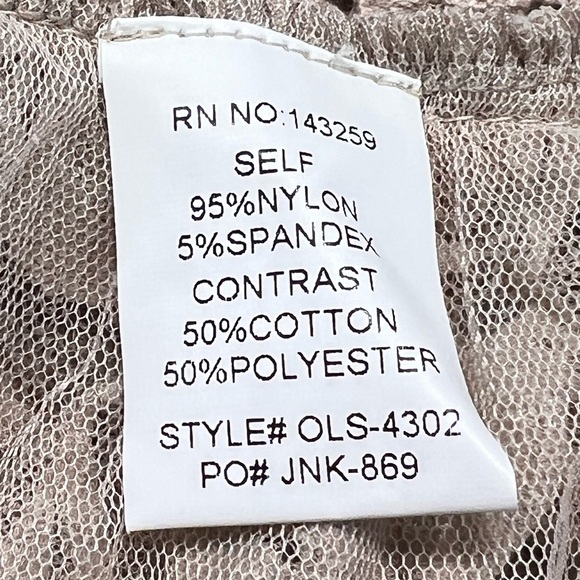 RN NO:143259
SELF
95%NYLON
5%SPANDEX
CONTRAST
50%COTTON
50%POLYESTER
STYLE# OLS-4302
PO# JNK-869